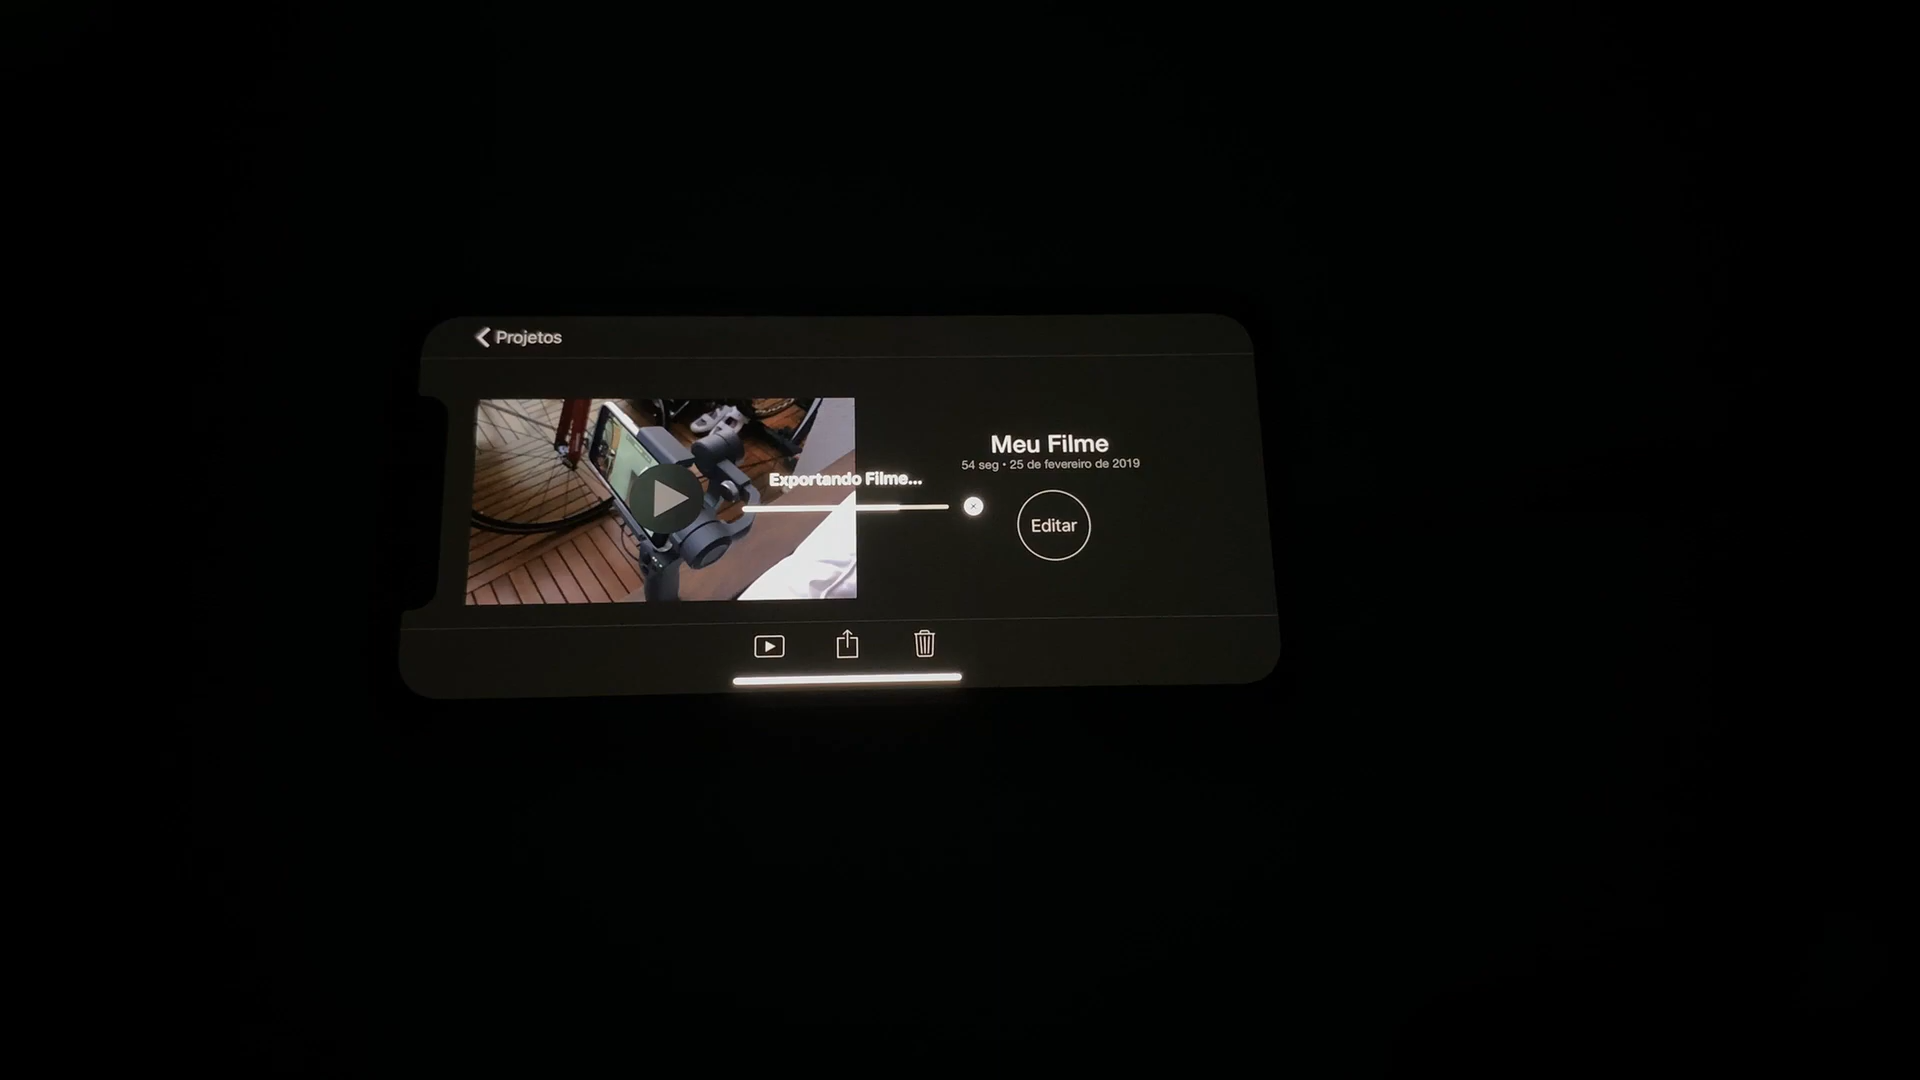 Projetos
Exportando Filme...
Meu Filme
54 seg • 25 de fevereiro de 2019
Editar